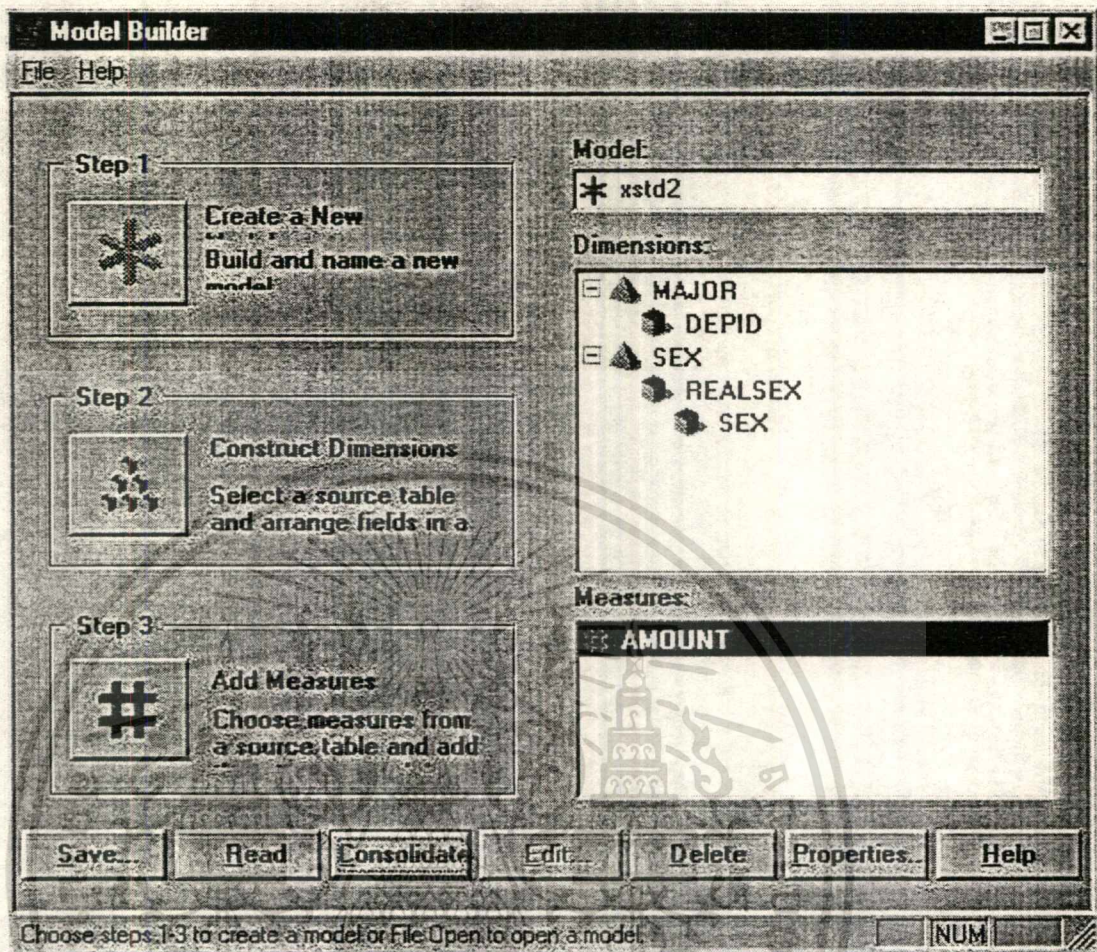 Model Builder
File Help
Step 1
Create a New
Build and name a new
model
Step 2
Construct Dimensions
Select a source table
and arrange fields in a
Step 3
Add Measures
Choose measures from
a source table and add
Model:
xstd2
Dimensions:
MAJOR
DEPID
SEX
REALSEX
SEX
Measures:
AMOUNT
Save... Read Consolidate Edit... Delete Properties... Help
Choose steps 1-3 to create a model or File Open to open a model. NUM